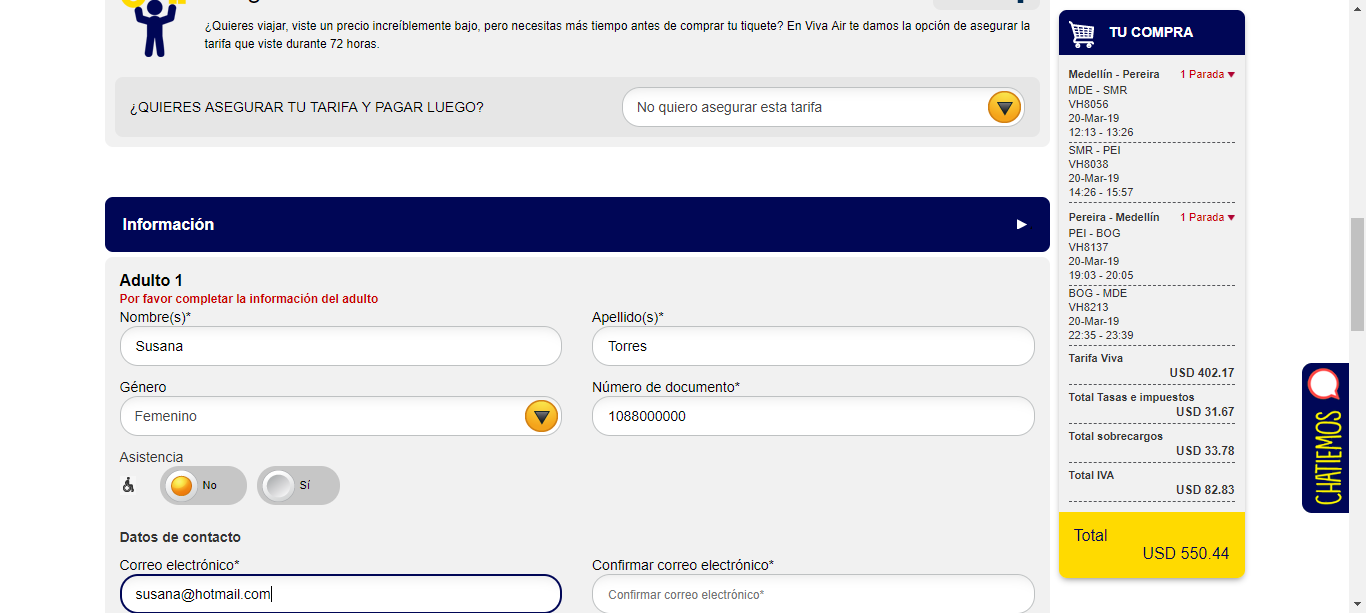 ¿Quieres viajar, viste un precio increíblemente bajo, pero necesitas más tiempo antes de comprar tu tiquete? En Viva Air te damos la opción de asegurar la
tarifa que viste durante 72 horas.
¿QUIERES ASEGURAR TU TARIFA Y PAGAR LUEGO?
No quiero asegurar esta tarifa
Información
Adulto 1
Por favor completar la información del adulto
Nombre(s)*
Apellido(s)*
Susana
Torres
Género
Número de documento*
Femenino
1088000000
Asistencia
No
Sí
Datos de contacto
Correo electrónico*
Confirmar correo electrónico*
susana@hotmail.com
Confirmar correo electrónico*
TU COMPRA
Medellín - Pereira 1 Parada
MDE - SMR
VH8056
20-Mar-19
12:13 - 13:26
SMR - PEI
VH8038
20-Mar-19
14:26 - 15:57
Pereira - Medellín 1 Parada
PEI - BOG
VH8137
20-Mar-19
19:03 - 20:05
BOG - MDE
VH8213
20-Mar-19
22:35 - 23:39
Tarifa Viva
USD 402.17
Total Tasas e impuestos
USD 31.67
Total sobrecargos
USD 33.78
Total IVA
USD 82.83
Total
USD 550.44
CHATIEMOS